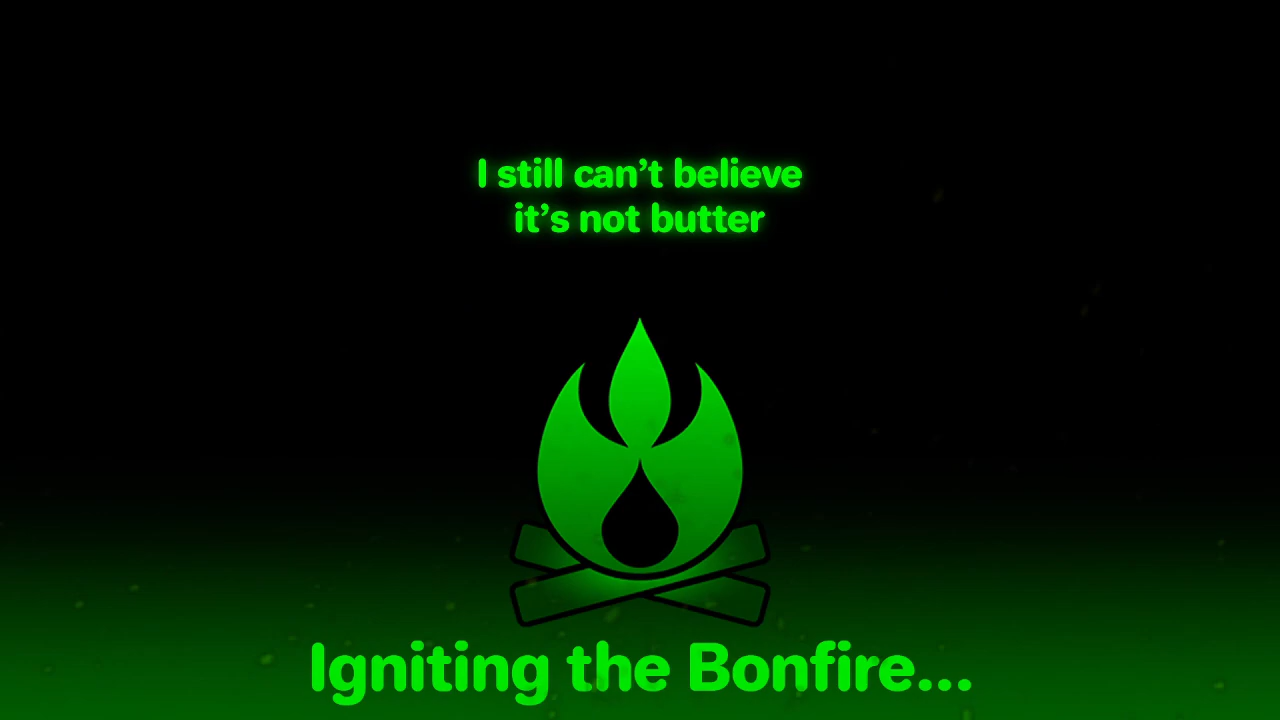 I still can’t believe
it’s not butter
Igniting the Bonfire...